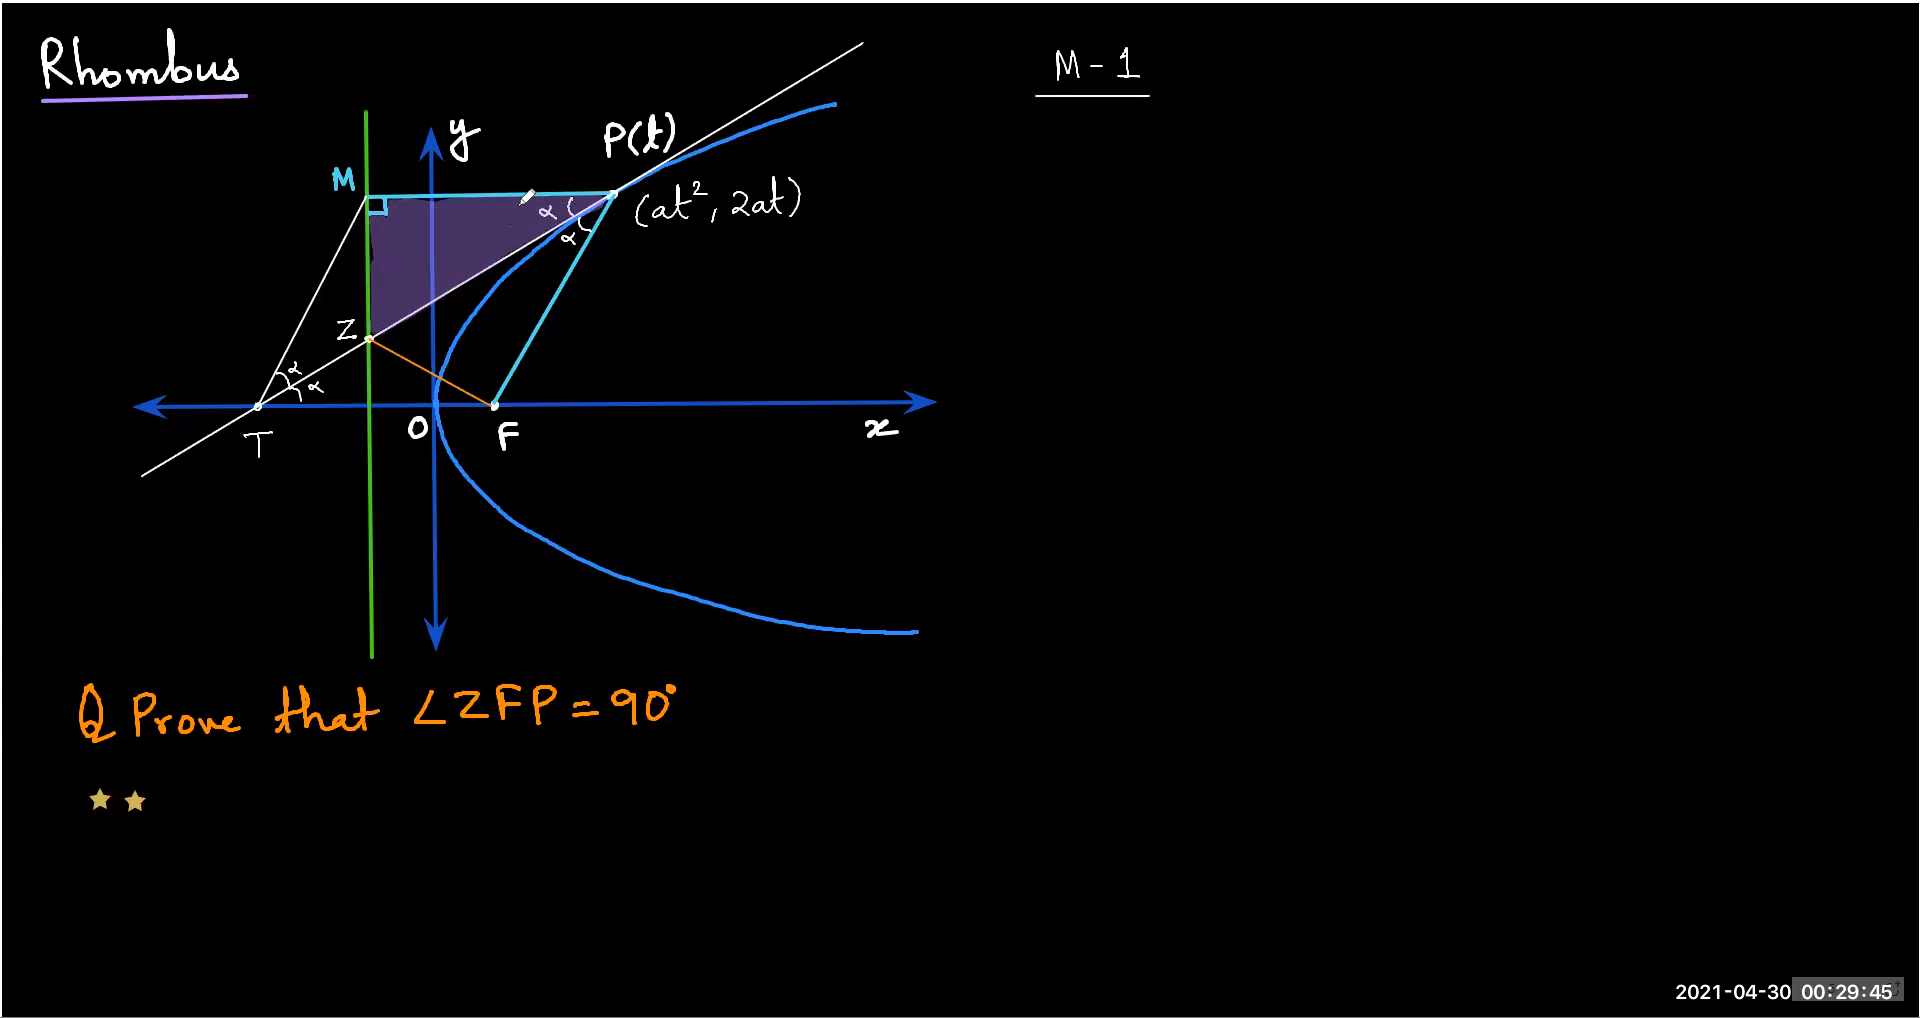 Rhombus
M - 1
y
P(t)
M
(at², 2at)
α
α
Z
α
α
T
O
F
x
Q Prove that ∠ZFP = 90°
2021-04-30 00:29:45